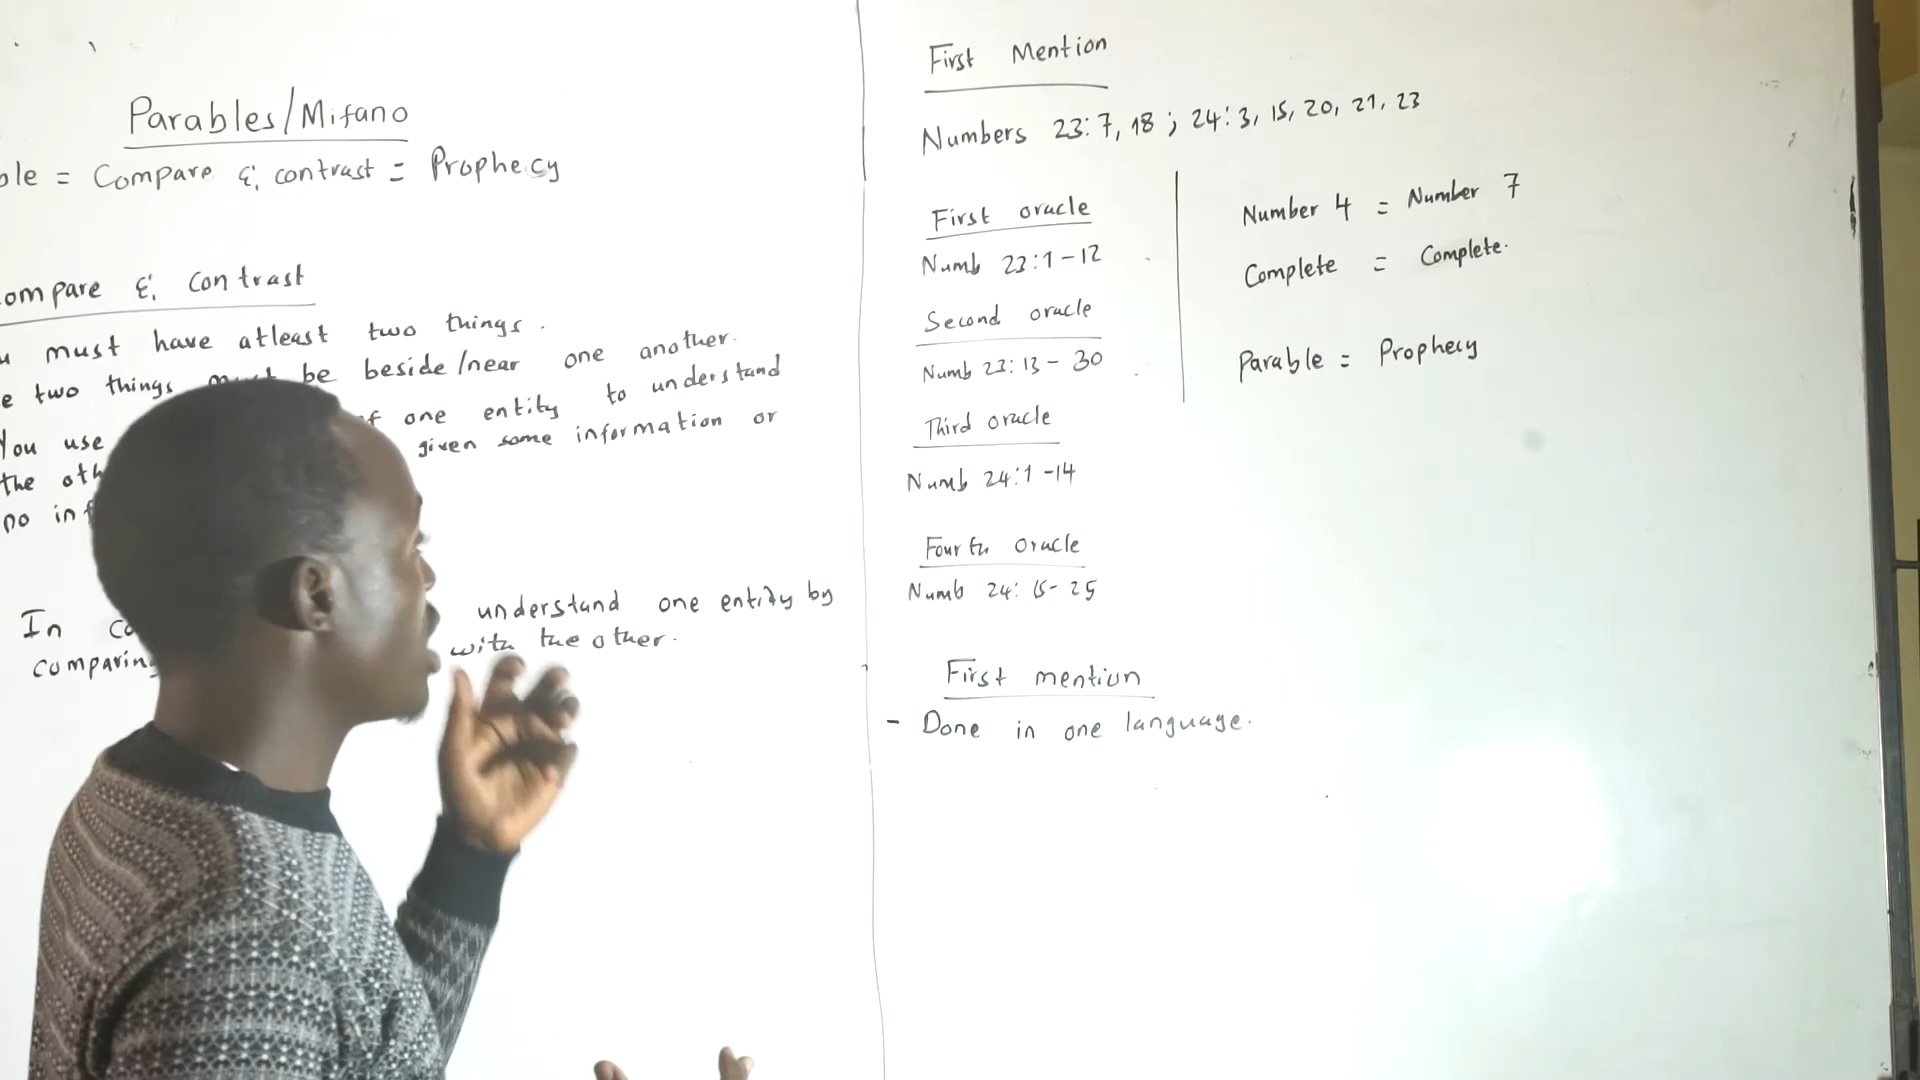 Parables/Mifano
ble = Compare & contrast = Prophecy
ompare & contrast
u must have atleast two things.
e two things must be beside/near one another.
You use of one entity to understand
the oth given some information or
no inf
In co understand one entity by
comparing with the other.
First Mention
Numbers 23:7, 18 ; 24:3, 15, 20, 21, 23
First oracle
Numb 23:1-12
Second oracle
Numb 23:13-30
Third oracle
Numb 24:1-14
Fourth oracle
Numb 24:15-25
Number 4 = Number 7
Complete = Complete.
Parable = Prophecy
First mention
- Done in one language.